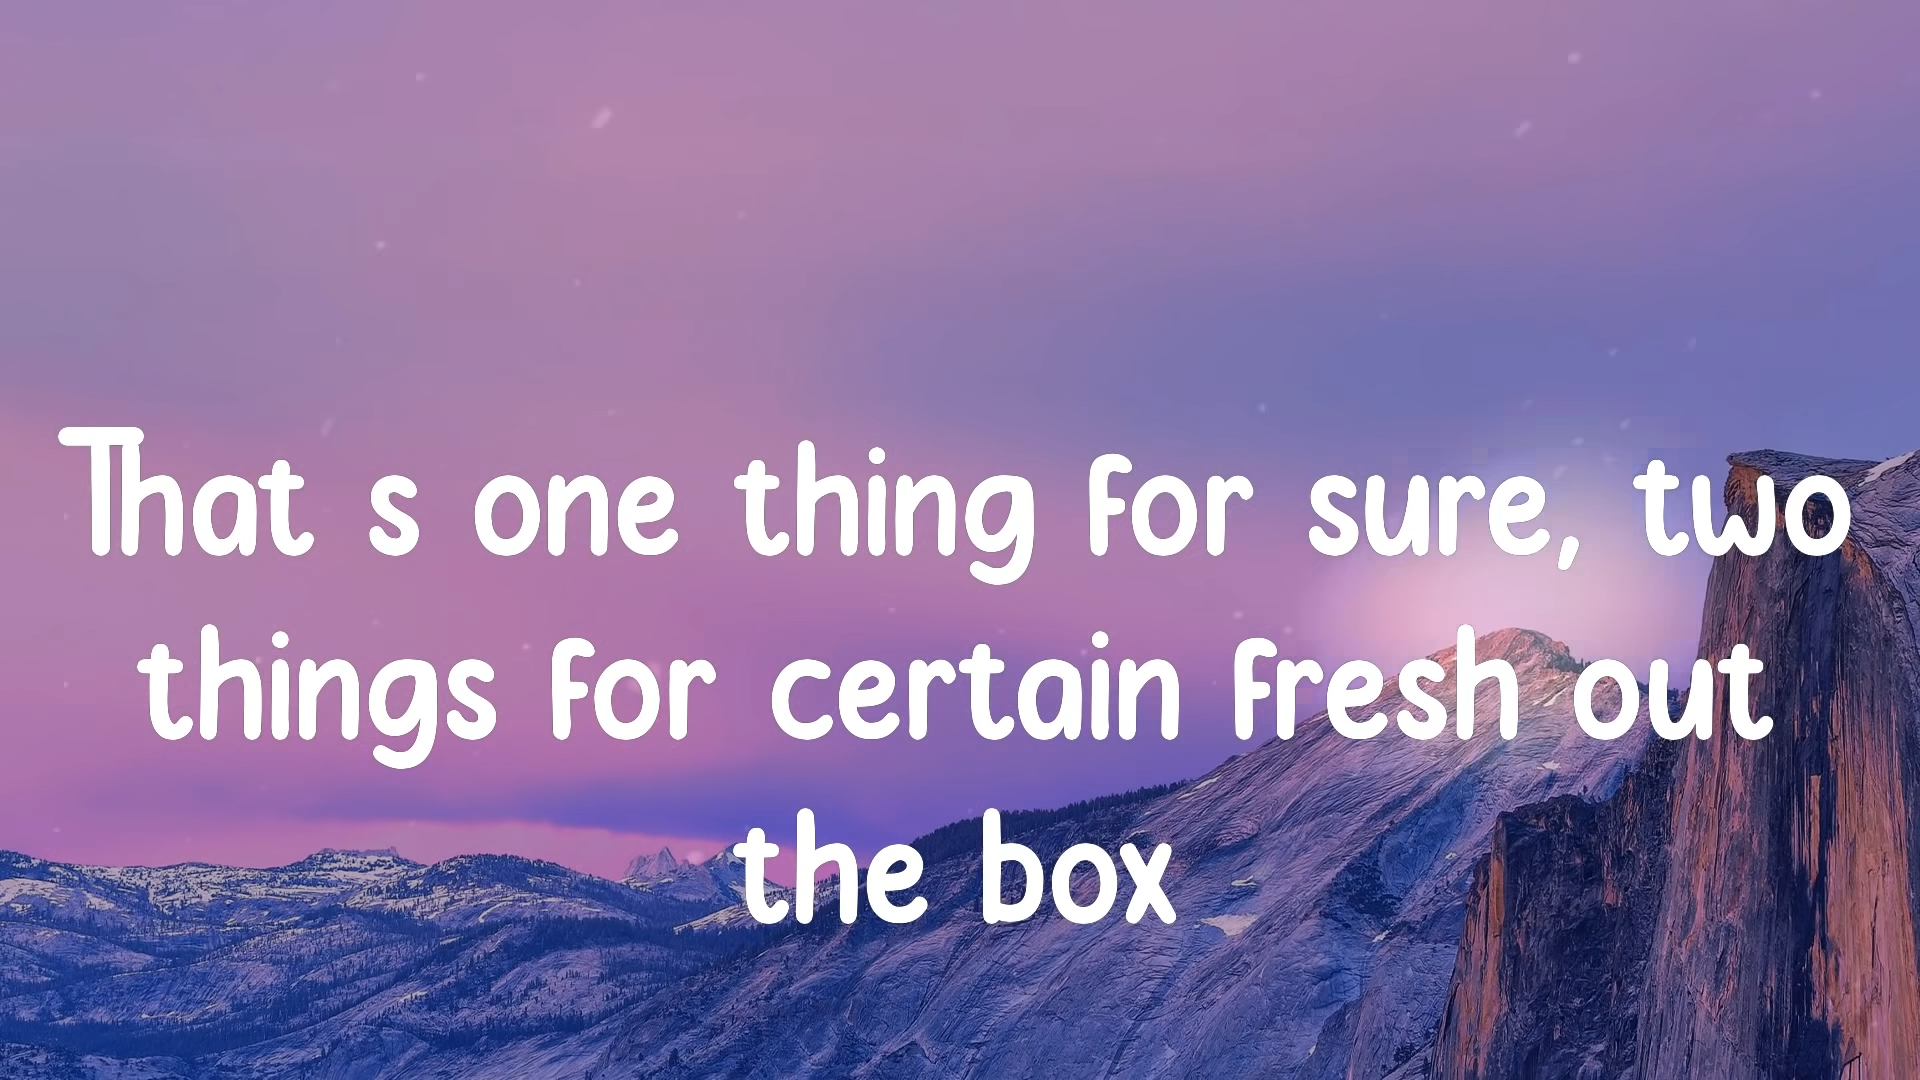 That s one thing for sure, two
things for certain fresh out
the box